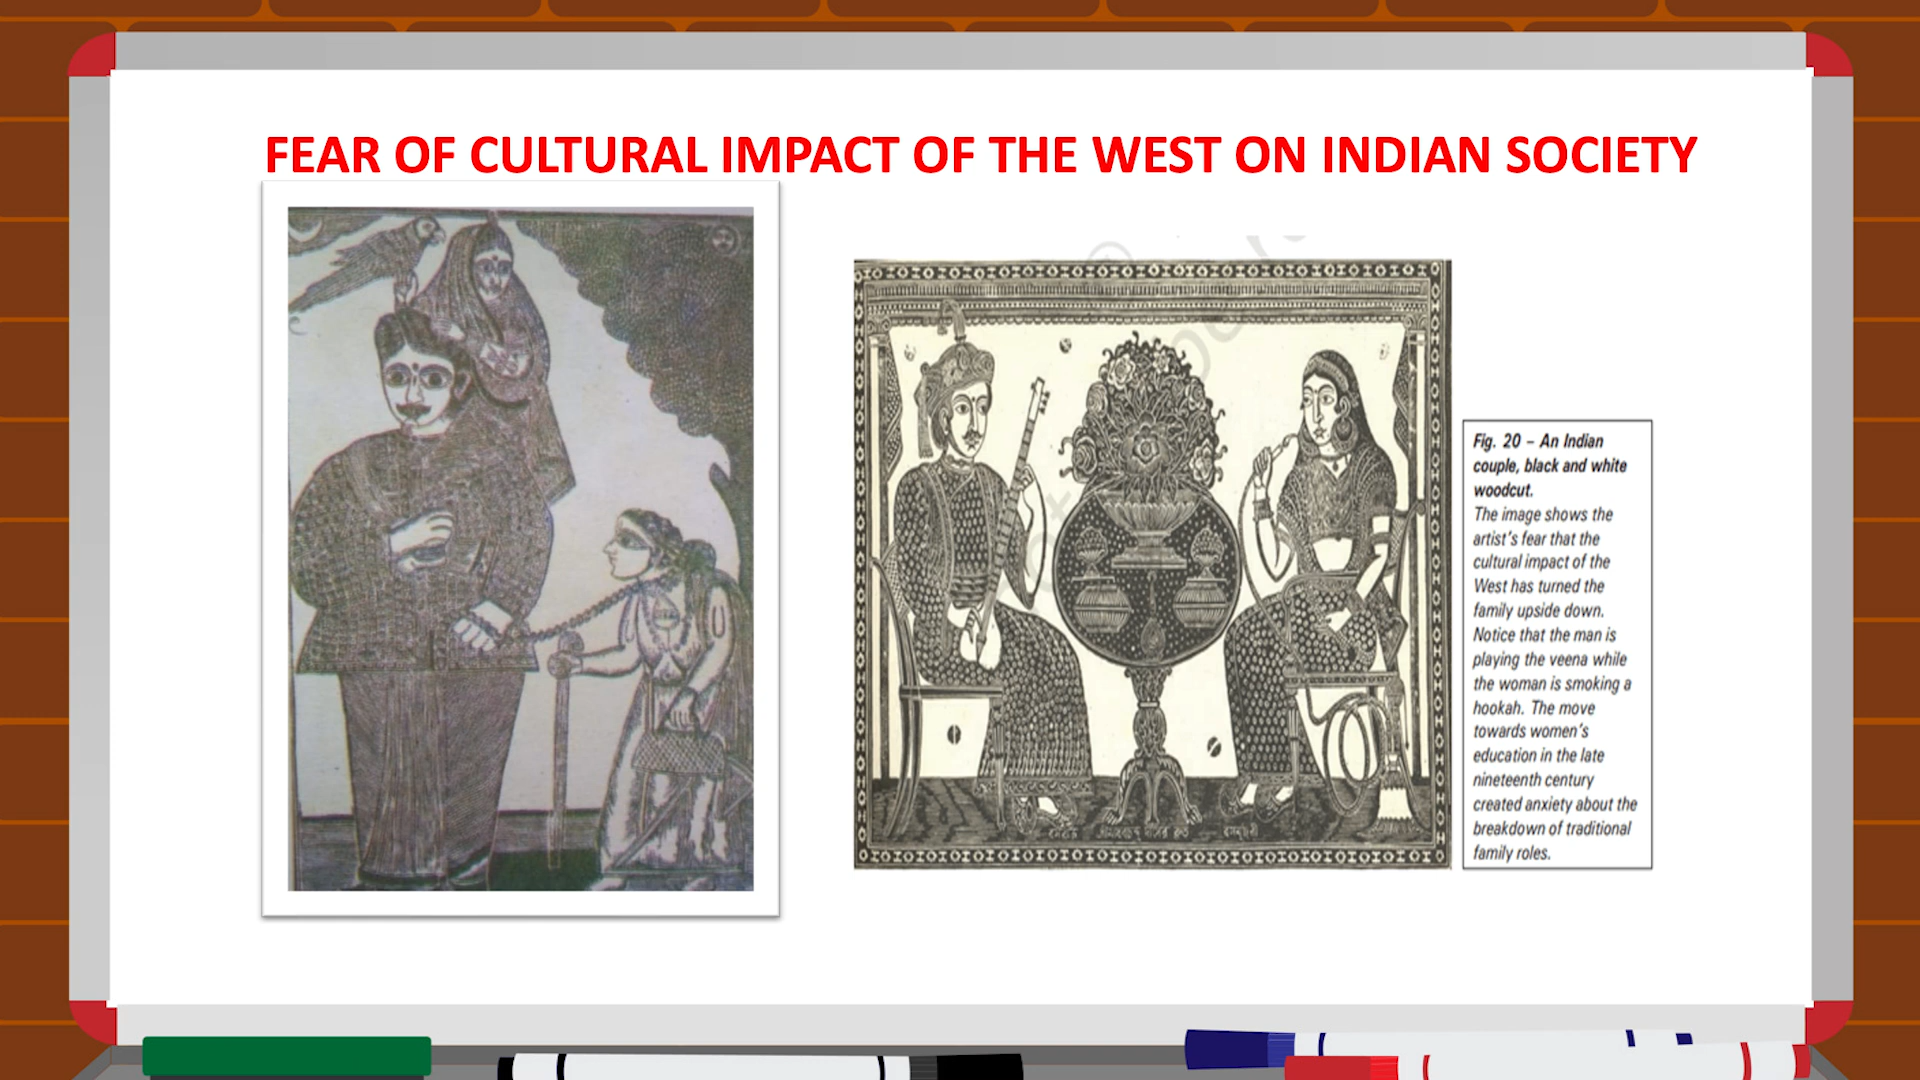 FEAR OF CULTURAL IMPACT OF THE WEST ON INDIAN SOCIETY
Fig. 20 – An Indian
couple, black and white
woodcut.
The image shows the
artist's fear that the
cultural impact of the
West has turned the
family upside down.
Notice that the man is
playing the veena while
the woman is smoking a
hookah. The move
towards women's
education in the late
nineteenth century
created anxiety about the
breakdown of traditional
family roles.